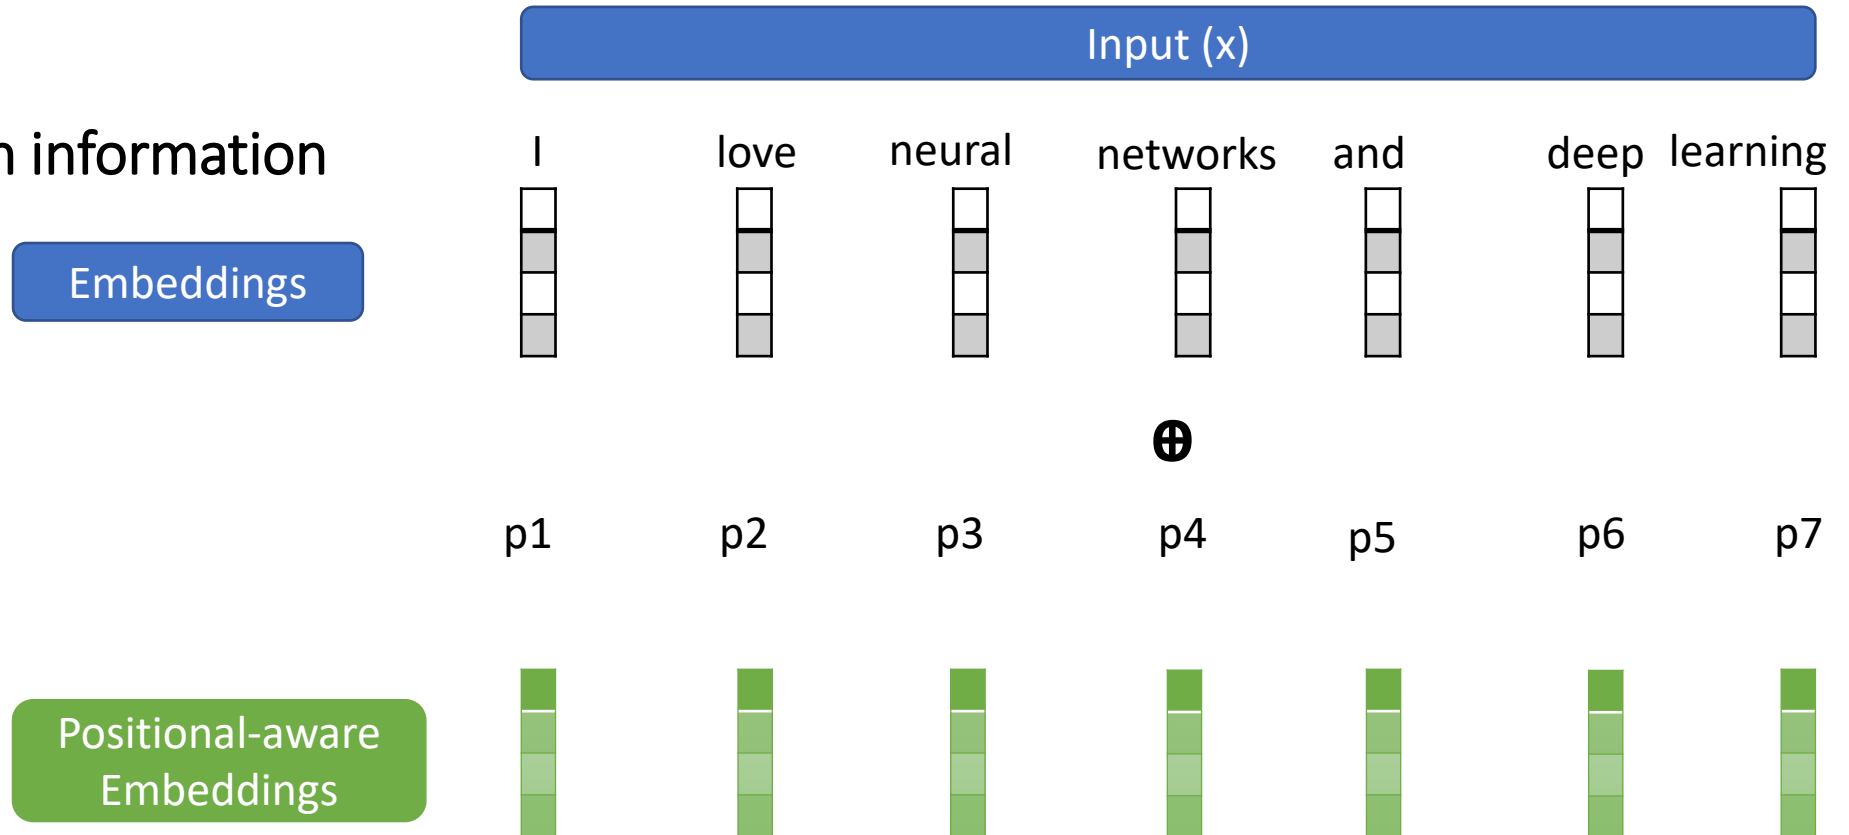 Input (x)
n information
I love neural networks and deep learning
Embeddings
⊕
p1 p2 p3 p4 p5 p6 p7
Positional-aware
Embeddings